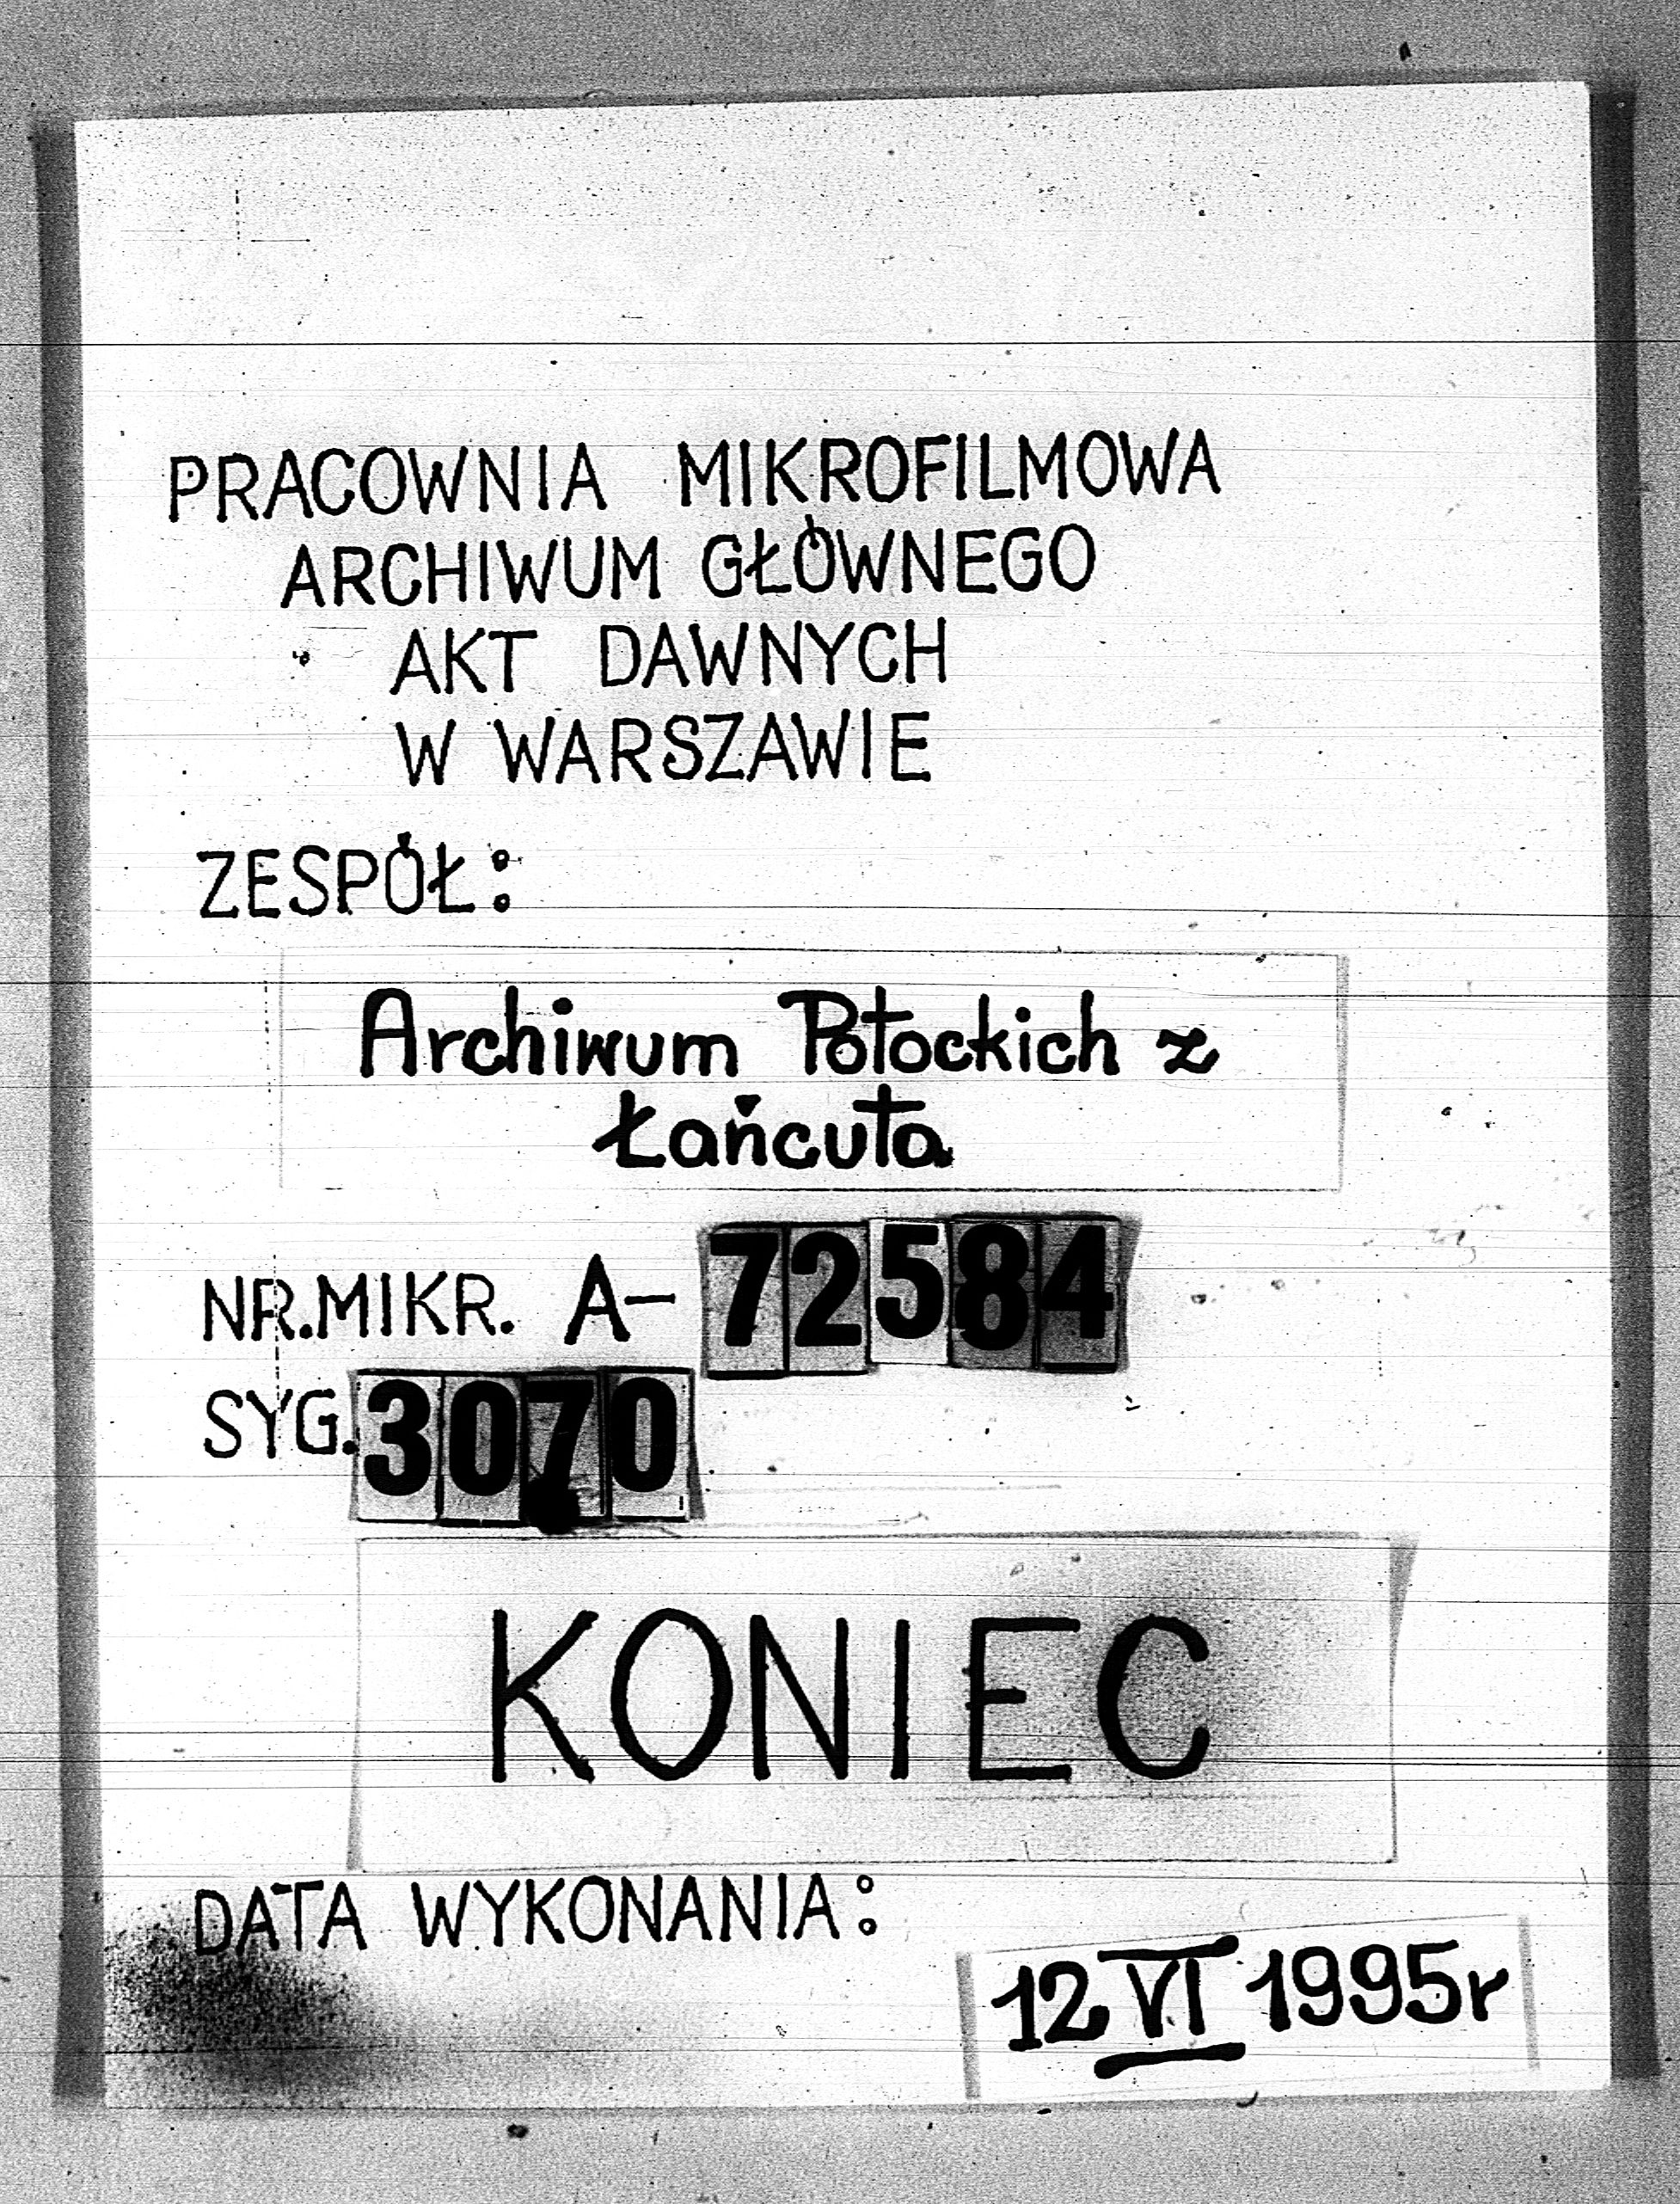 PRACOWNIA MIKROFILMOWA
ARCHIWUM GŁÓWNEGO
AKT DAWNYCH
W WARSZAWIE
ZESPÓŁ:
Archiwum Potockich z
Łańcuta
NR.MIKR. A- 72584
SYG. 3070
KONIEC
DATA WYKONANIA:
12 VI 1995r